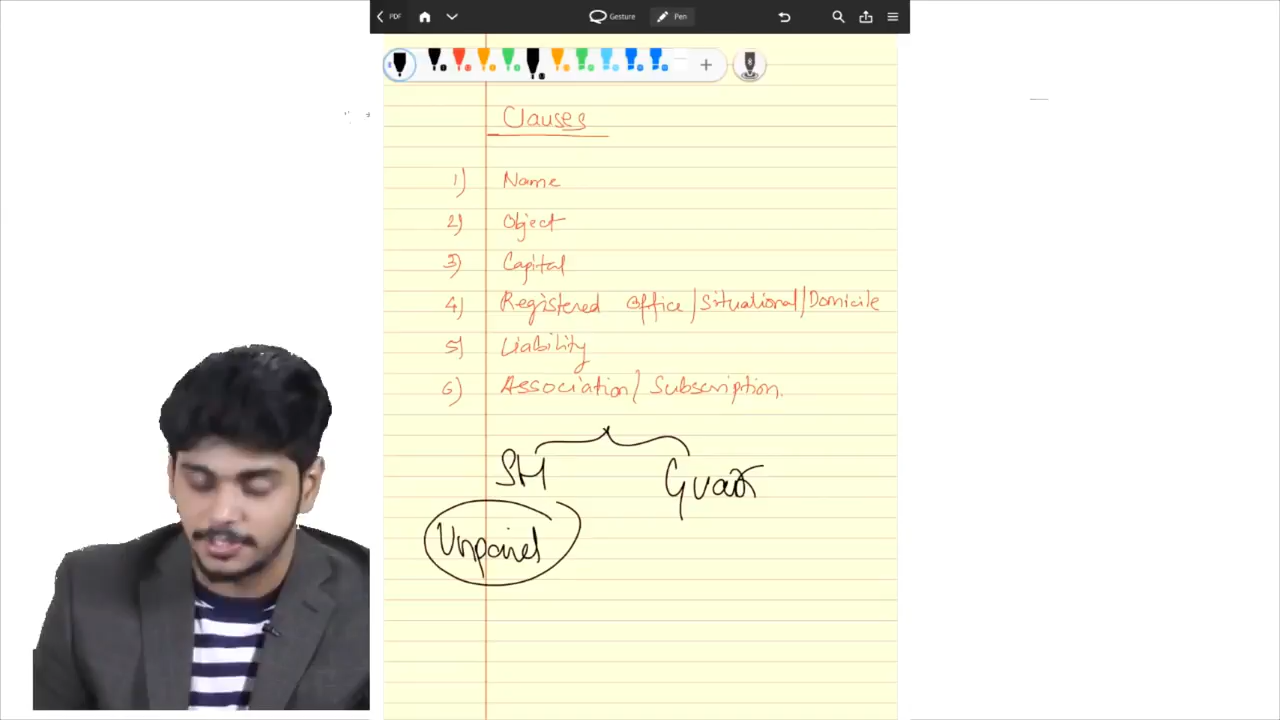 PDF
Gesture
Pen
Clauses
1) Name
2) Object
3) Capital
4) Registered Office/Situational/Domicile
5) Liability
6) Association/Subscription.
SH
Unpaid